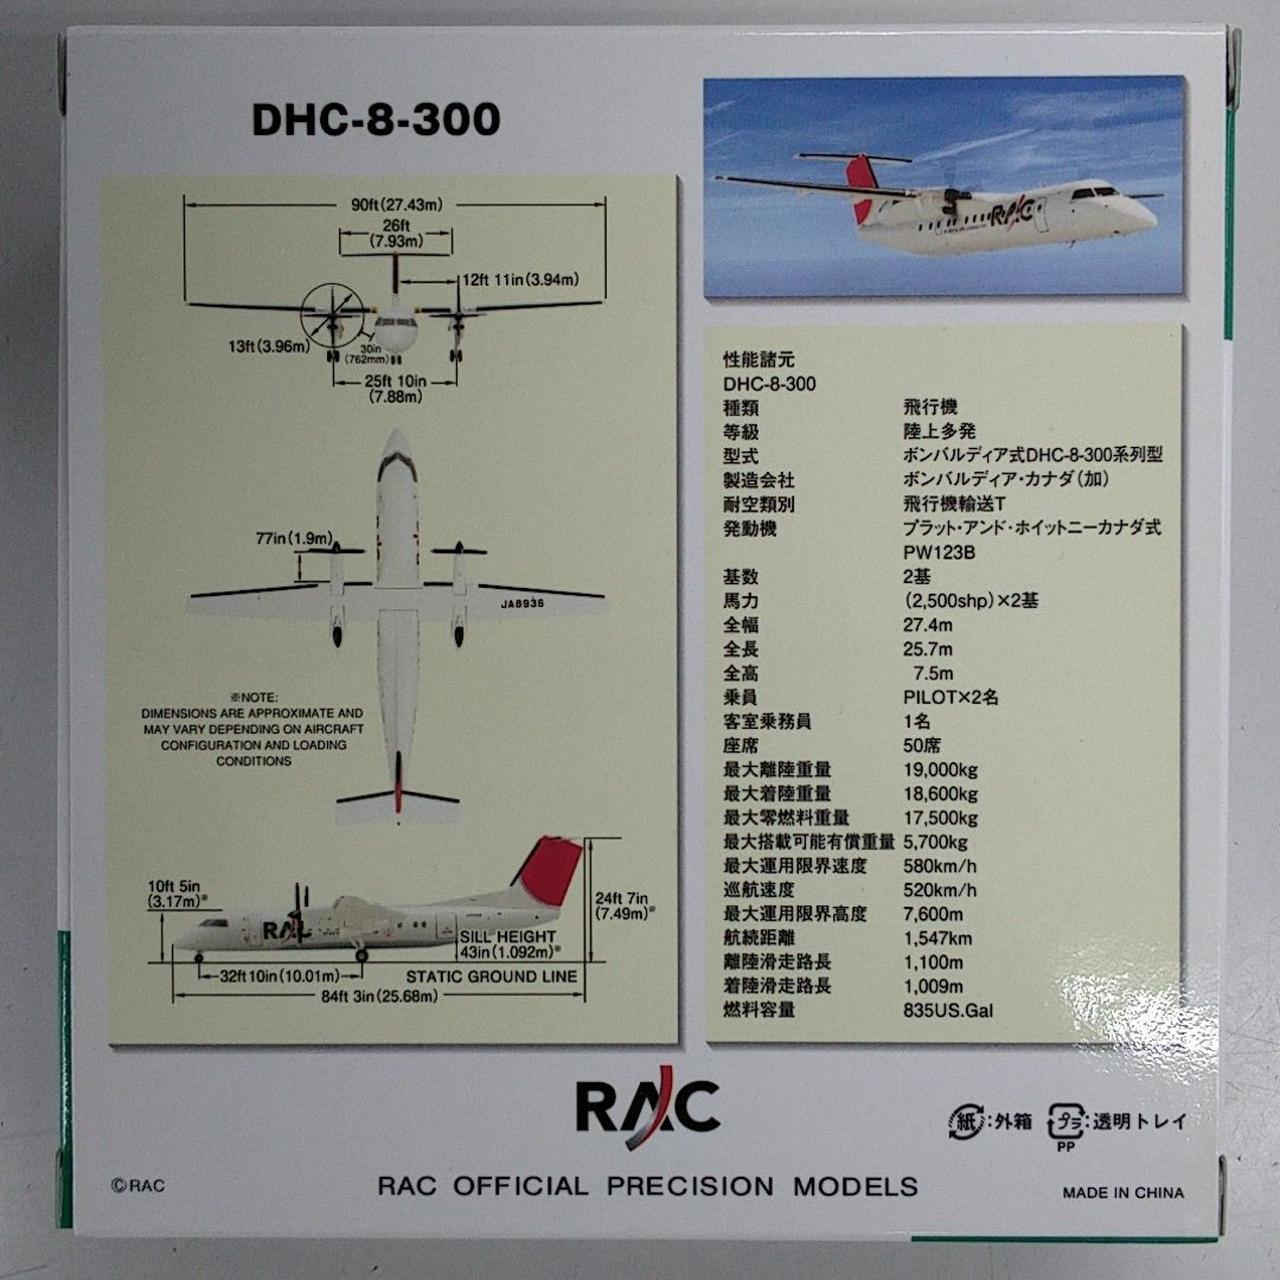 DHC-8-300
90ft(27.43m)
26ft
(7.93m)
12ft 11in(3.94m)
13ft(3.96m)
30in
(762mm)
25ft 10in
(7.88m)
77in(1.9m)
JA8936
※NOTE:
DIMENSIONS ARE APPROXIMATE AND
MAY VARY DEPENDING ON AIRCRAFT
CONFIGURATION AND LOADING
CONDITIONS
10ft 5in
(3.17m)※
24ft 7in
(7.49m)※
RAC
SILL HEIGHT
43in(1.092m)※
32ft10in(10.01m)
STATIC GROUND LINE
84ft 3in(25.68m)
RAC
性能諸元
DHC-8-300
種類 飛行機
等級 陸上多発
型式 ボンバルディア式DHC-8-300系列型
製造会社 ボンバルディア・カナダ(加)
耐空類別 飛行機輸送T
発動機 プラット・アンド・ホイットニーカナダ式
PW123B
基数 2基
馬力 (2,500shp)×2基
全幅 27.4m
全長 25.7m
全高 7.5m
乗員 PILOT×2名
客室乗務員 1名
座席 50席
最大離陸重量 19,000kg
最大着陸重量 18,600kg
最大零燃料重量 17,500kg
最大搭載可能有償重量 5,700kg
最大運用限界速度 580km/h
巡航速度 520km/h
最大運用限界高度 7,600m
航続距離 1,547km
離陸滑走路長 1,100m
着陸滑走路長 1,009m
燃料容量 835US.Gal
RAC
紙:外箱 プラ:透明トレイ
PP
©RAC
RAC OFFICIAL PRECISION MODELS
MADE IN CHINA